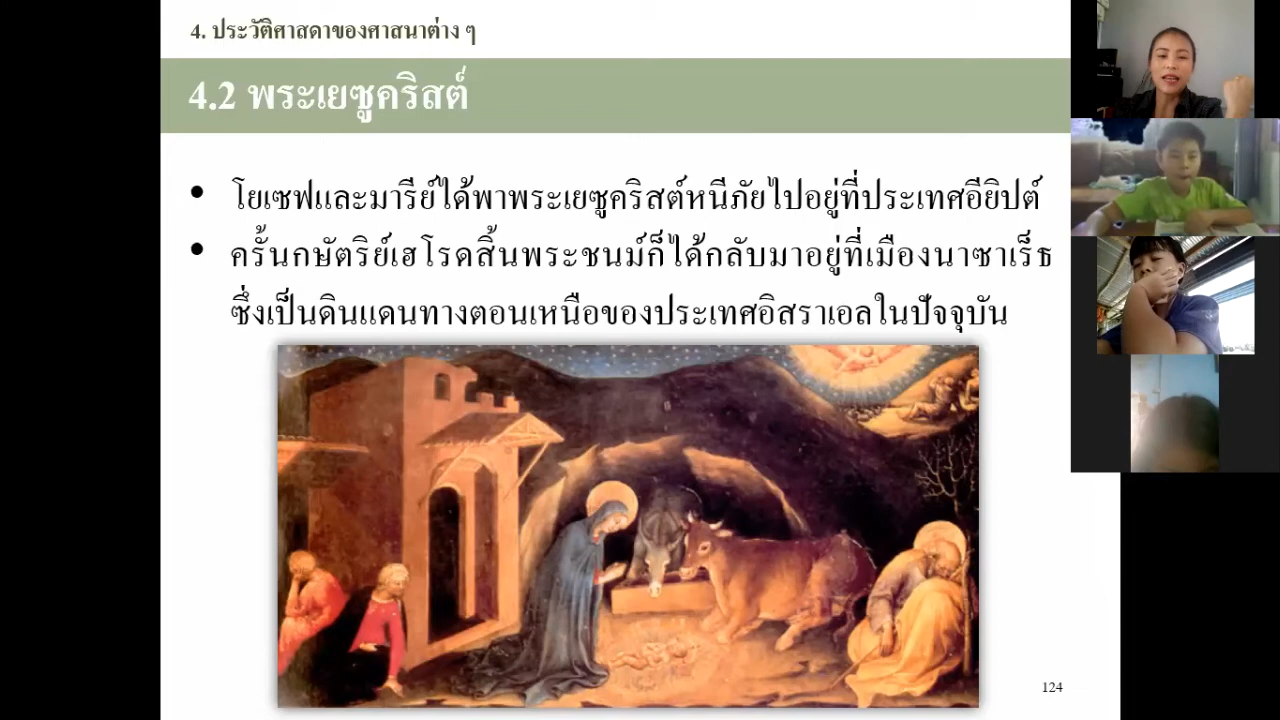 4. ประวัติศาสดาของศาสนาต่าง ๆ
4.2 พระเยซูคริสต์
• โยเซฟและมารีย์ได้พาพระเยซูคริสต์หนีภัยไปอยู่ที่ประเทศอียิปต์
• ครั้นกษัตริย์เฮโรดสิ้นพระชนม์ก็ได้กลับมาอยู่ที่เมืองนาซาเร็ธ
ซึ่งเป็นดินแดนทางตอนเหนือของประเทศอิสราเอลในปัจจุบัน
124